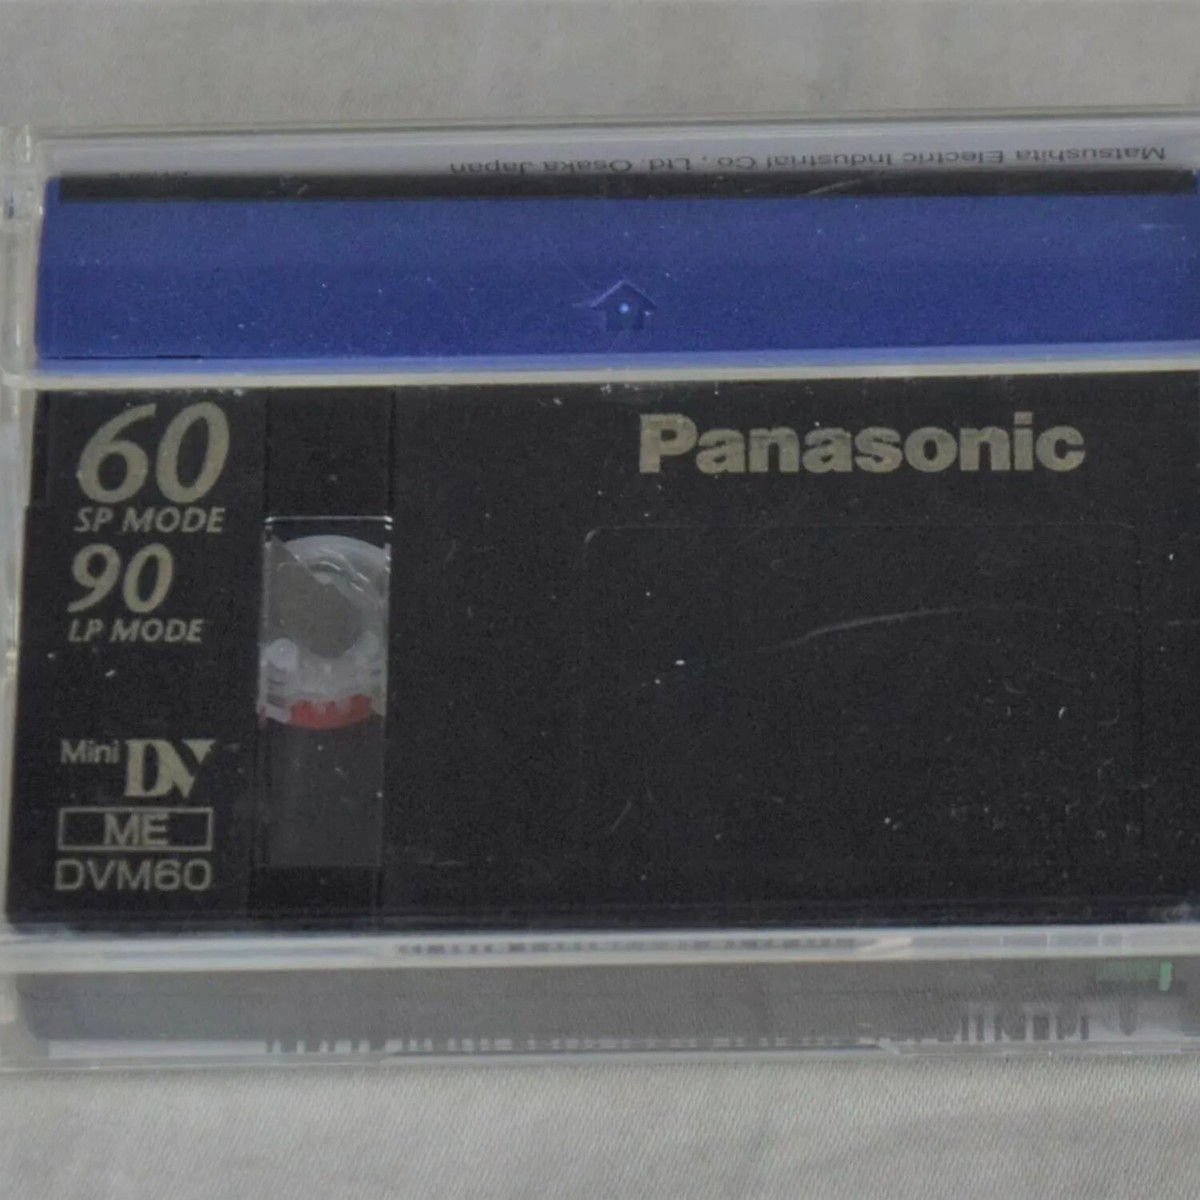 Matsushita Electric Industrial Co., Ltd. Osaka Japan
60
SP MODE
Panasonic
90
LP MODE
Mini DV
ME
DVM60